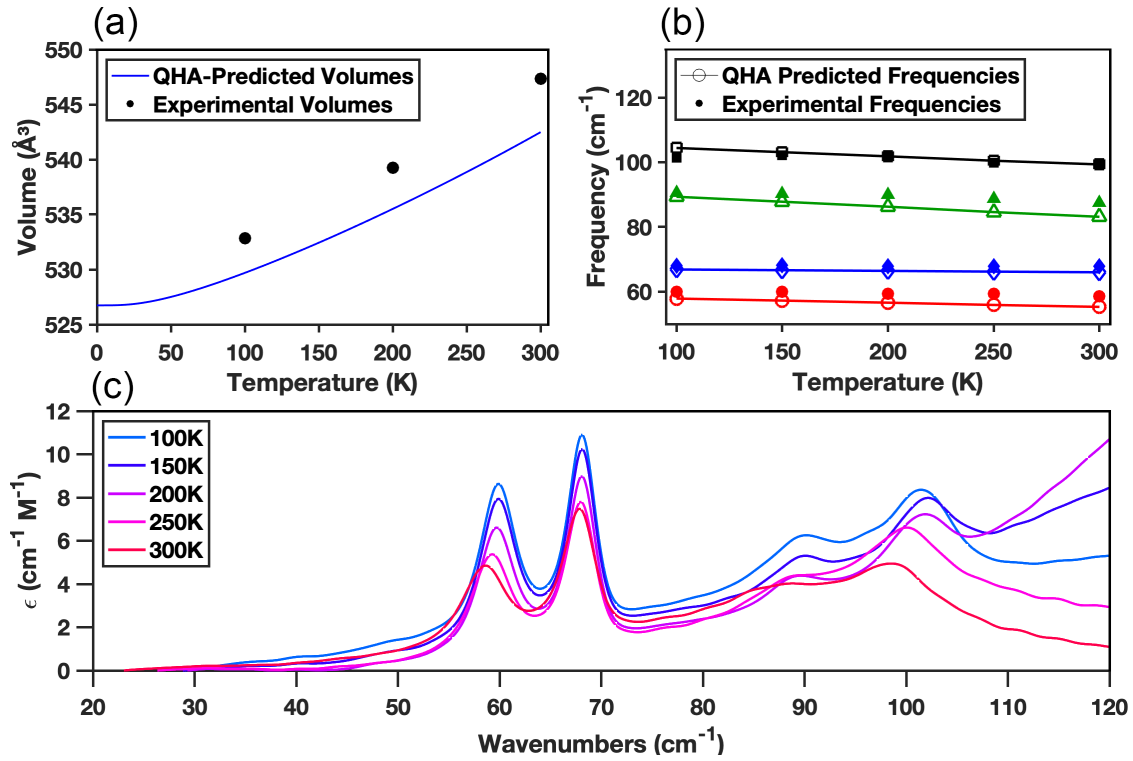 (a)
550
545
540
535
530
525
Volume (Å³)
QHA-Predicted Volumes
Experimental Volumes
0 50 100 150 200 250 300
Temperature (K)
(b)
120
100
80
60
Frequency (cm⁻¹)
QHA Predicted Frequencies
Experimental Frequencies
100 150 200 250 300
Temperature (K)
(c)
12
10
8
6
4
2
0
ϵ (cm⁻¹ M⁻¹)
100K
150K
200K
250K
300K
20 30 40 50 60 70 80 90 100 110 120
Wavenumbers (cm⁻¹)